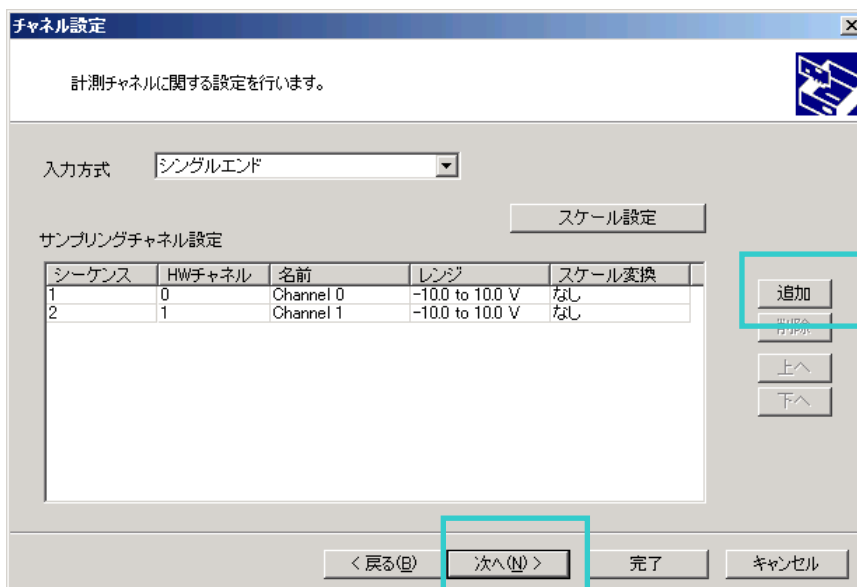 チャネル設定
計測チャネルに関する設定を行います。
入力方式 シングルエンド
スケール設定
サンプリングチャネル設定
シーケンス HWチャネル 名前 レンジ スケール変換
1 0 Channel 0 -10.0 to 10.0 V なし
2 1 Channel 1 -10.0 to 10.0 V なし
追加
削除
上へ
下へ
< 戻る(B) 次へ(N) > 完了 キャンセル